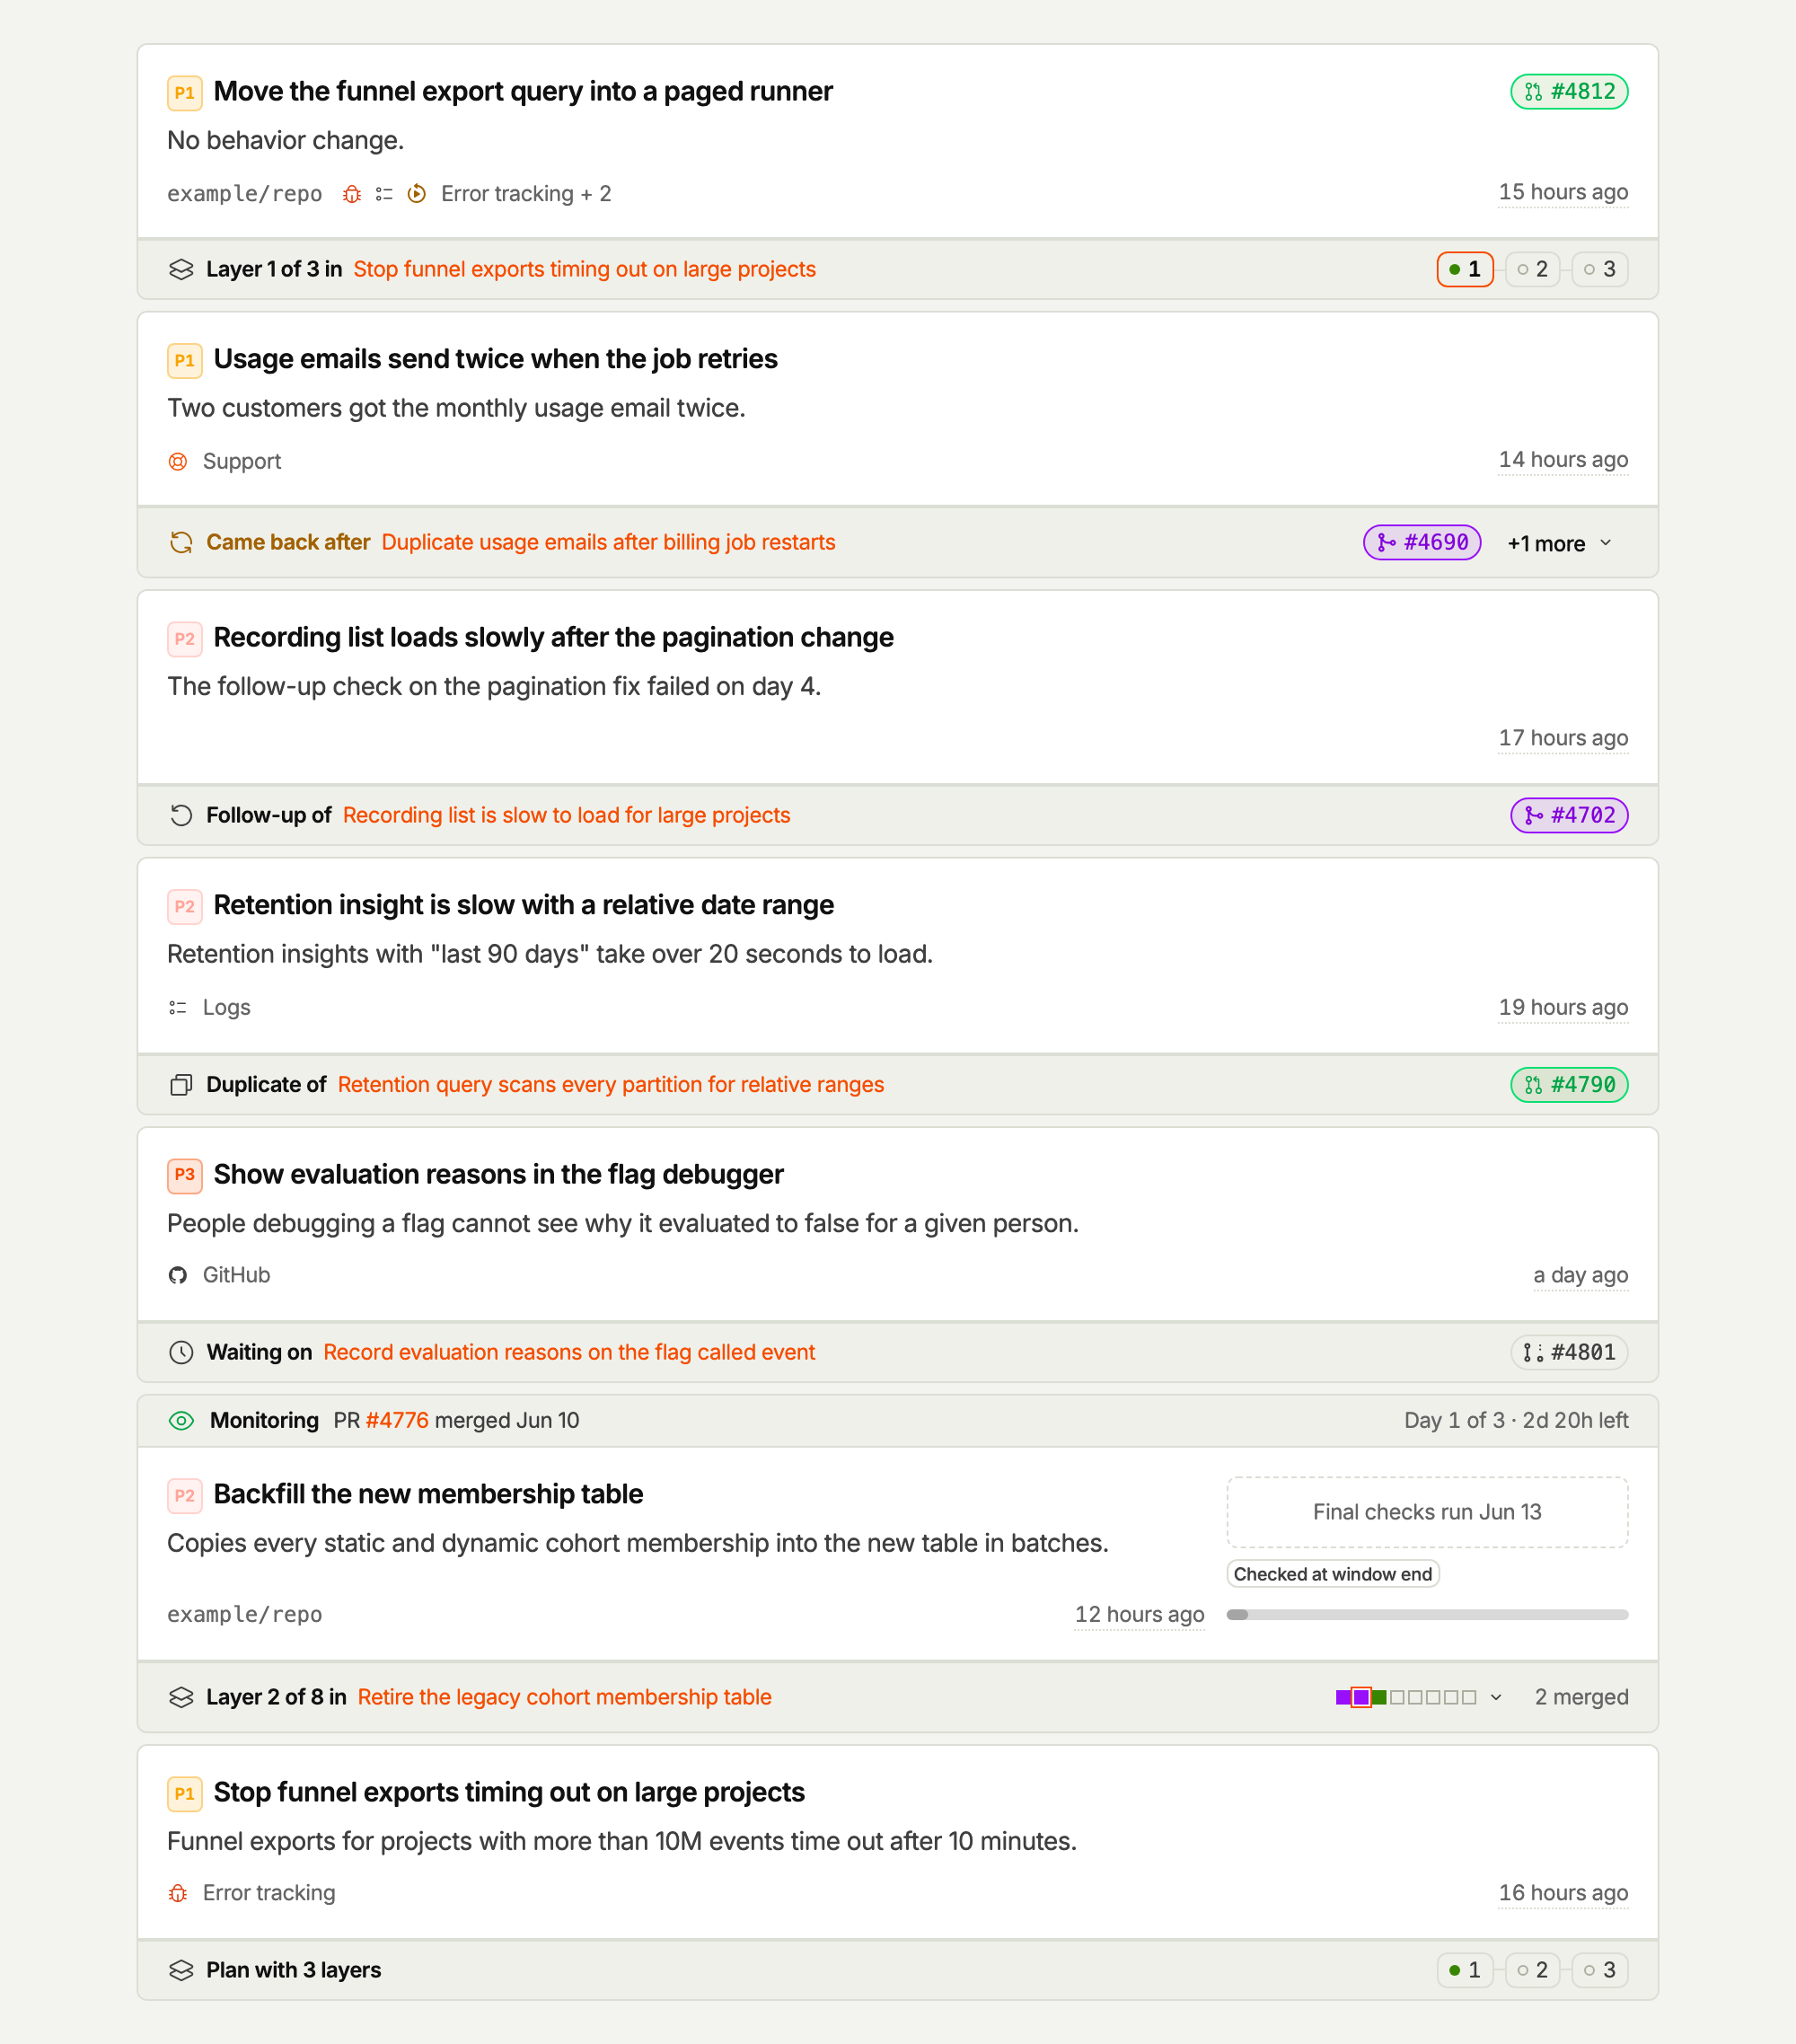 P1 Move the funnel export query into a paged runner #4812
No behavior change.
example/repo Error tracking + 2 15 hours ago
Layer 1 of 3 in Stop funnel exports timing out on large projects 1 2 3
P1 Usage emails send twice when the job retries
Two customers got the monthly usage email twice.
Support 14 hours ago
Came back after Duplicate usage emails after billing job restarts #4690 +1 more
P2 Recording list loads slowly after the pagination change
The follow-up check on the pagination fix failed on day 4.
17 hours ago
Follow-up of Recording list is slow to load for large projects #4702
P2 Retention insight is slow with a relative date range
Retention insights with "last 90 days" take over 20 seconds to load.
Logs 19 hours ago
Duplicate of Retention query scans every partition for relative ranges #4790
P3 Show evaluation reasons in the flag debugger
People debugging a flag cannot see why it evaluated to false for a given person.
GitHub a day ago
Waiting on Record evaluation reasons on the flag called event #4801
Monitoring PR #4776 merged Jun 10 Day 1 of 3 · 2d 20h left
P2 Backfill the new membership table
Final checks run Jun 13
Copies every static and dynamic cohort membership into the new table in batches.
Checked at window end
example/repo 12 hours ago
Layer 2 of 8 in Retire the legacy cohort membership table 2 merged
P1 Stop funnel exports timing out on large projects
Funnel exports for projects with more than 10M events time out after 10 minutes.
Error tracking 16 hours ago
Plan with 3 layers 1 2 3